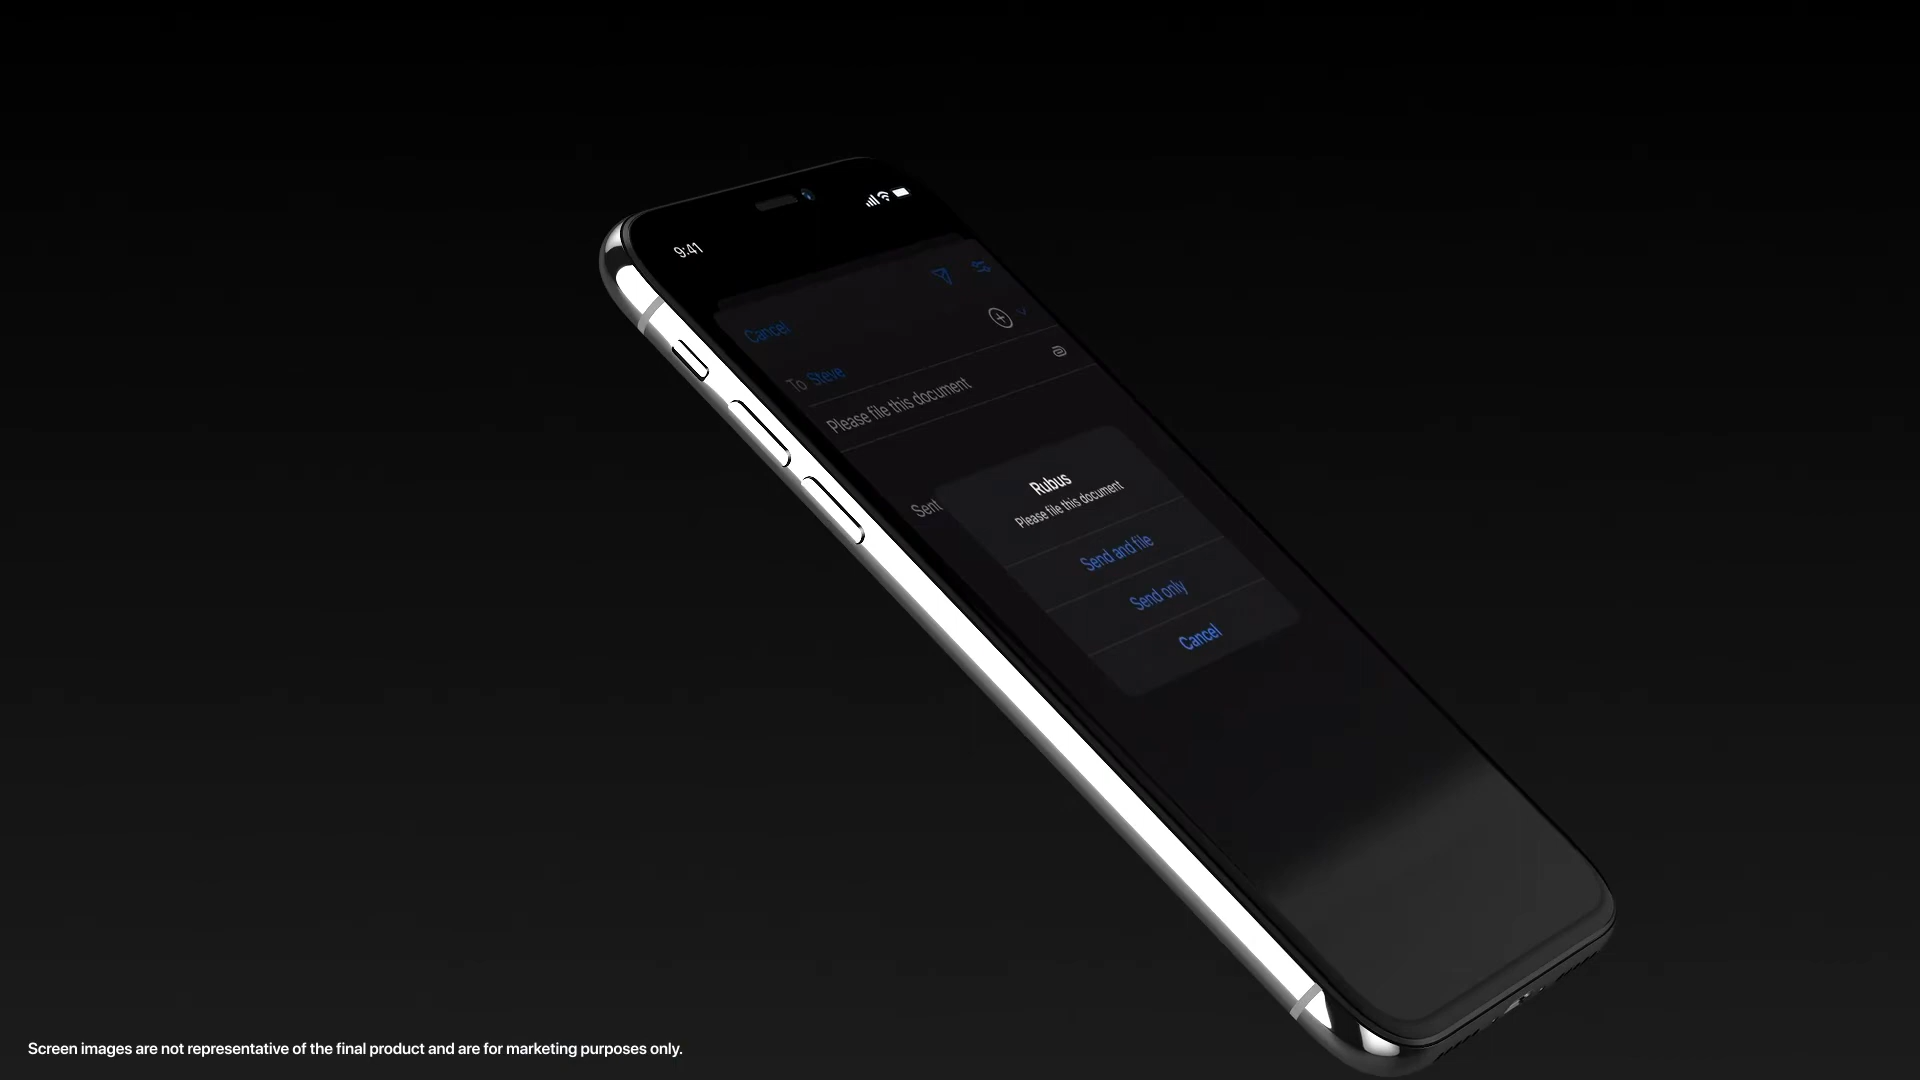 9:41
Cancel
To Steve
Please file this document
Sent
Rubus
Please file this document
Send and file
Send only
Cancel
Screen images are not representative of the final product and are for marketing purposes only.